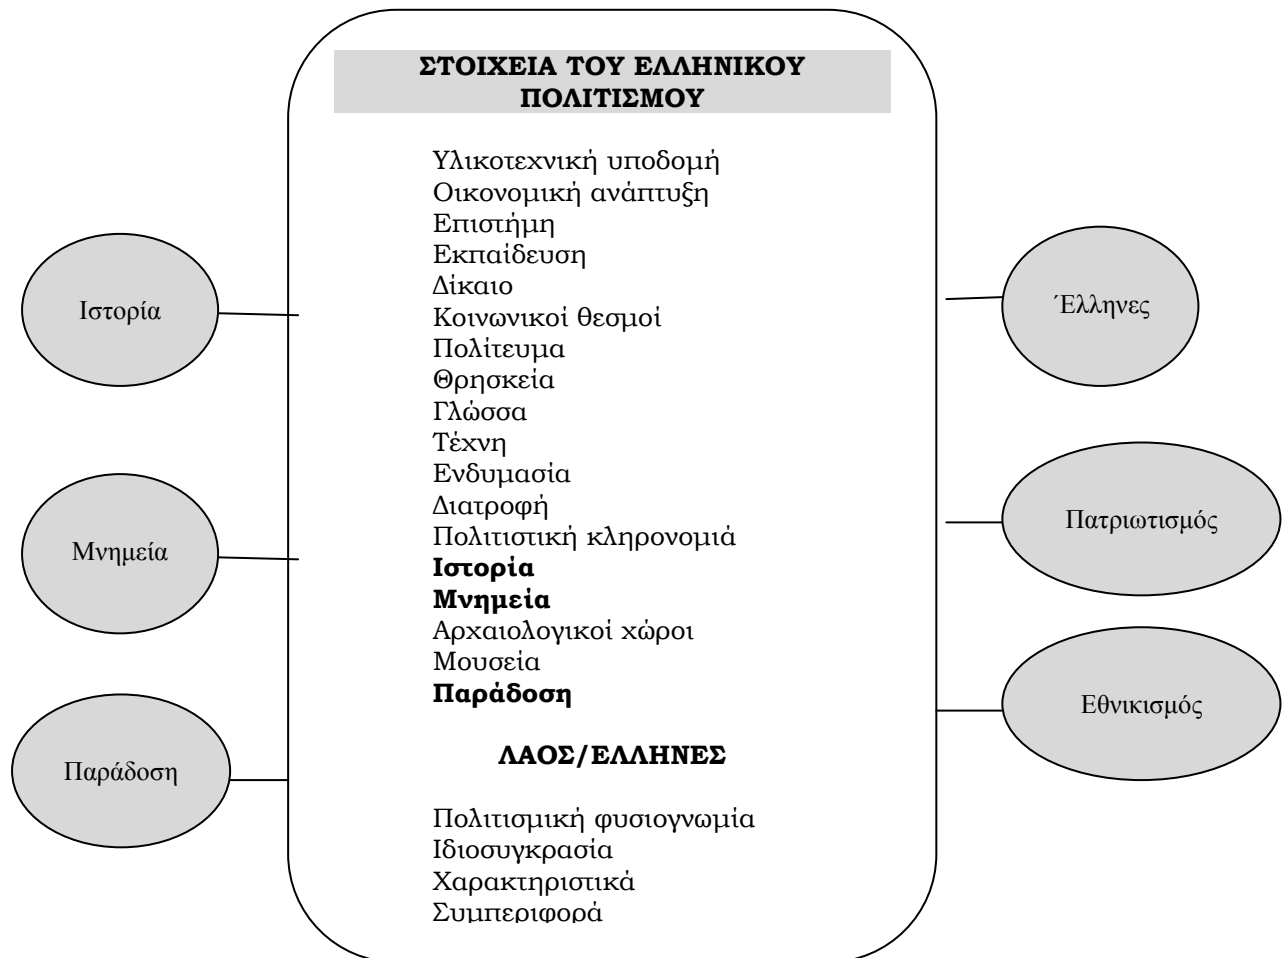 ΣΤΟΙΧΕΙΑ ΤΟΥ ΕΛΛΗΝΙΚΟΥ
ΠΟΛΙΤΙΣΜΟΥ
Υλικοτεχνική υποδομή
Οικονομική ανάπτυξη
Επιστήμη
Εκπαίδευση
Δίκαιο
Κοινωνικοί θεσμοί
Πολίτευμα
Θρησκεία
Γλώσσα
Τέχνη
Ενδυμασία
Διατροφή
Πολιτιστική κληρονομιά
Ιστορία
Μνημεία
Αρχαιολογικοί χώροι
Μουσεία
Παράδοση
ΛΑΟΣ/ΕΛΛΗΝΕΣ
Πολιτισμική φυσιογνωμία
Ιδιοσυγκρασία
Χαρακτηριστικά
Συμπεριφορά
Ιστορία
Μνημεία
Παράδοση
Έλληνες
Πατριωτισμός
Εθνικισμός